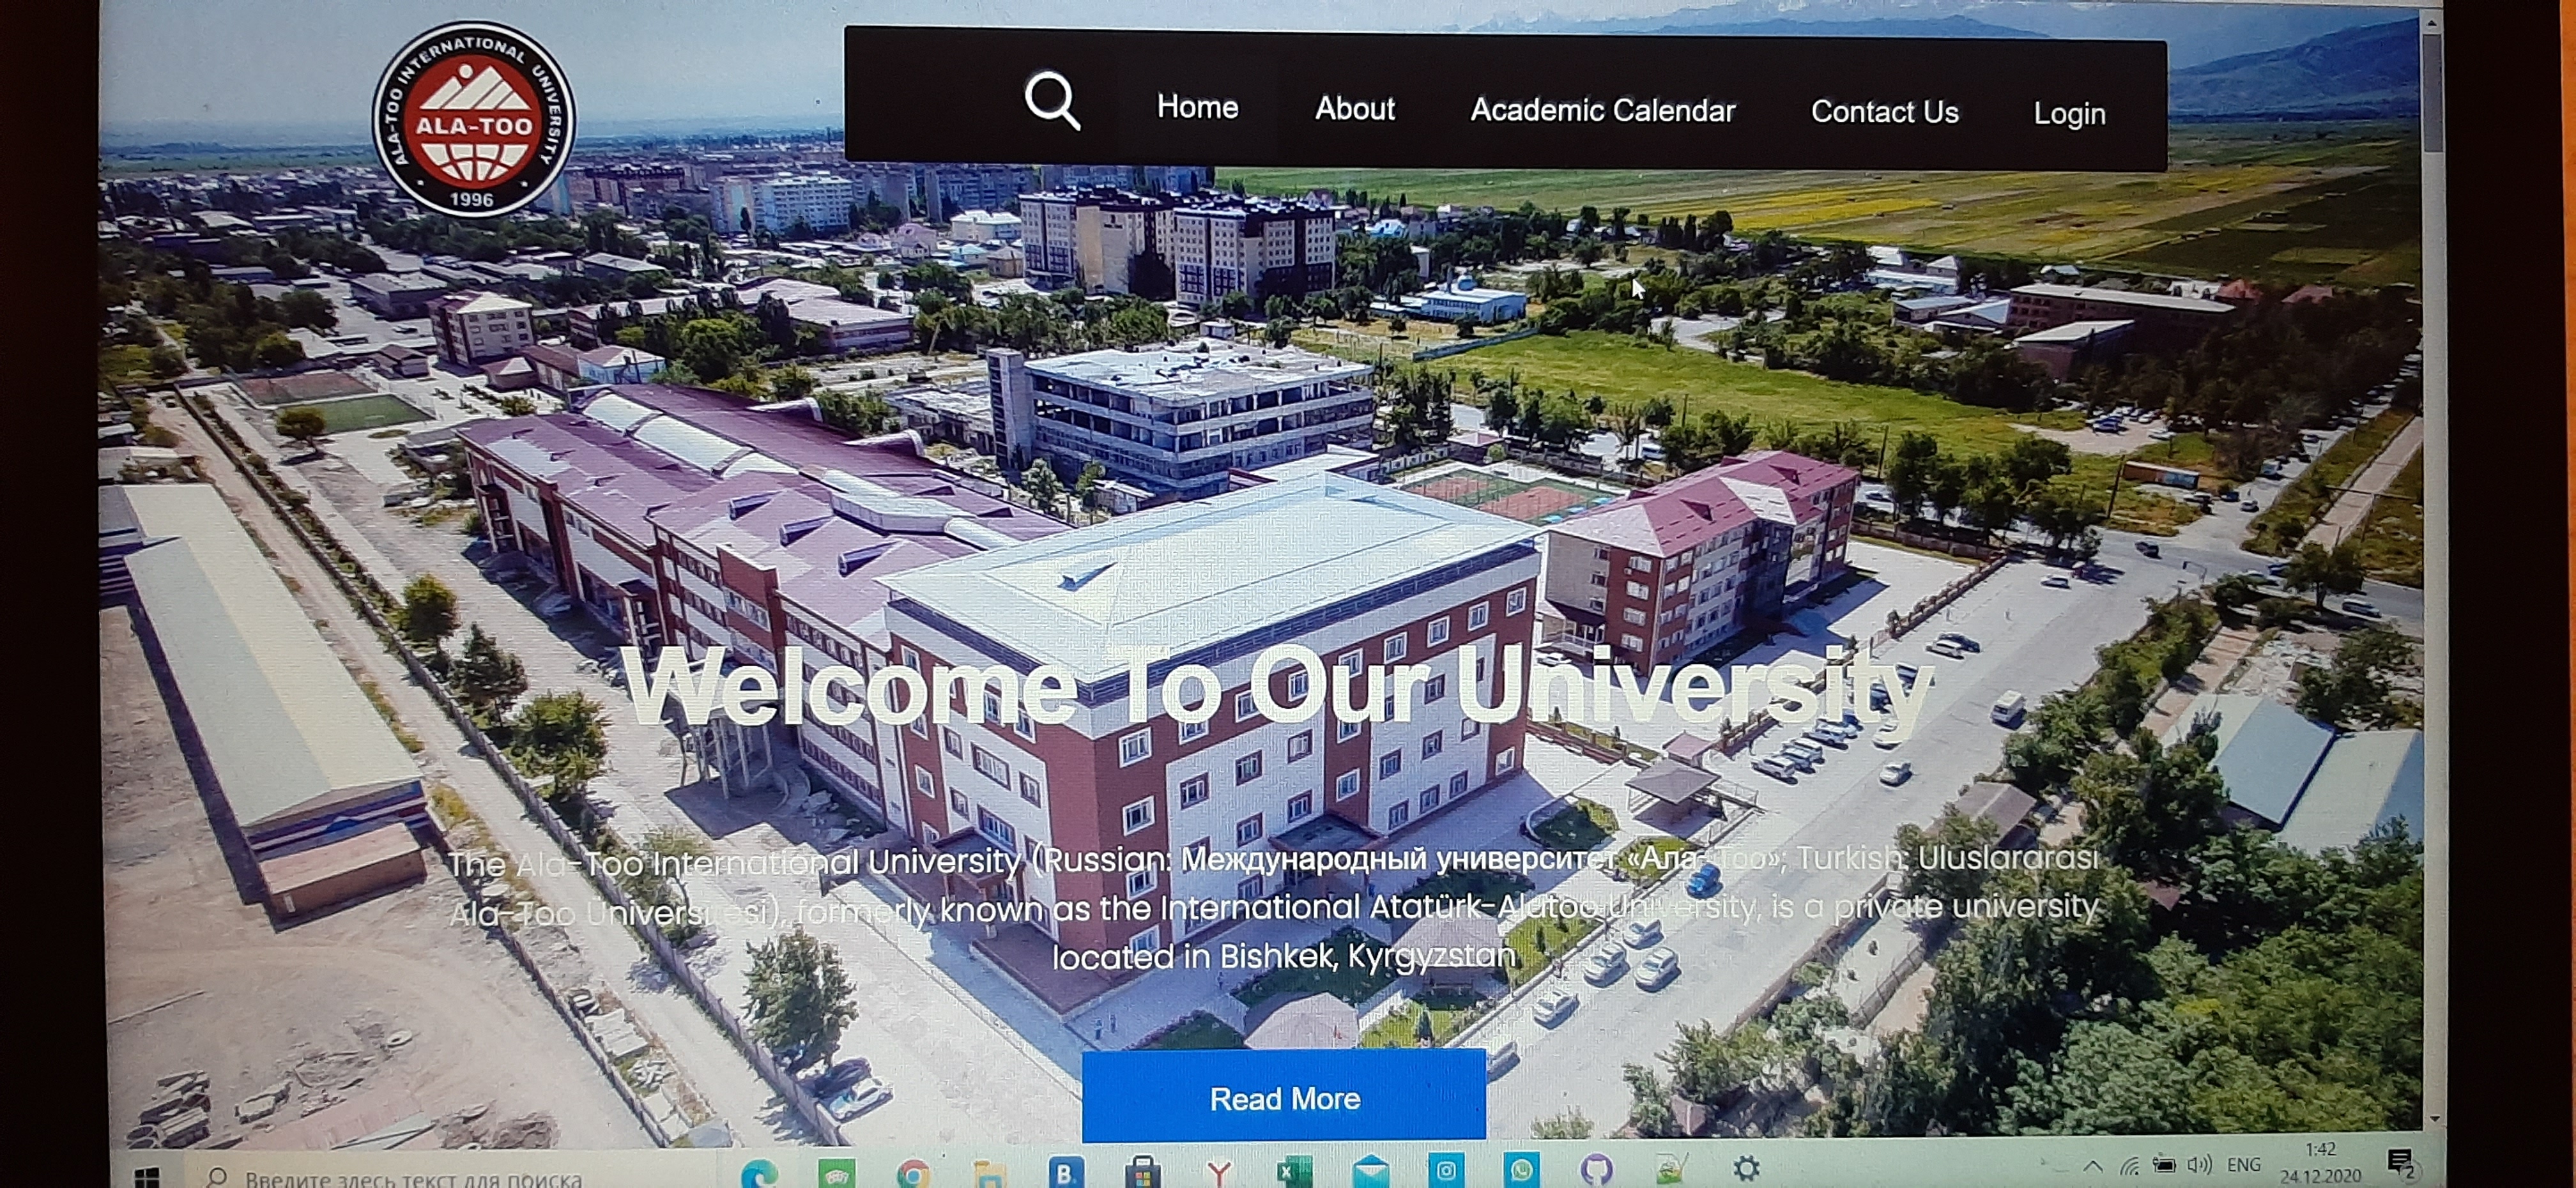 ALA-TOO INTERNATIONAL UNIVERSITY
ALA-TOO
1996
Home About Academic Calendar Contact Us Login
Welcome To Our University
The Ala-Too International University (Russian: Международный университет «Ала-Тоо»; Turkish: Uluslararası
Ala-Too Üniversitesi), formerly known as the International Atatürk-Alatoo University, is a private university
located in Bishkek, Kyrgyzstan
Read More
Введите здесь текст для поиска
B.
Y
X
ENG
1:42
24.12.2020
2